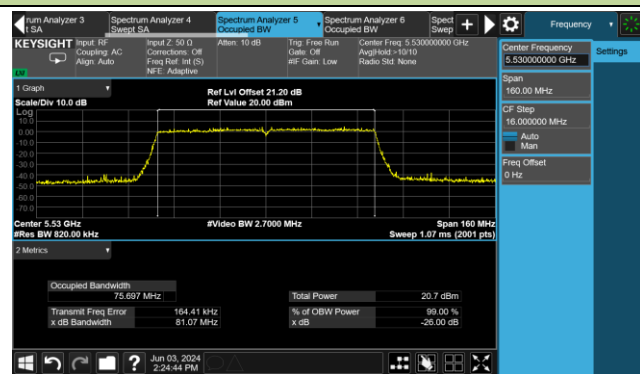 rum Analyzer 3
t SA
Spectrum Analyzer 4
Swept SA
Spectrum Analyzer 5
Occupied BW
Spectrum Analyzer 6
Occupied BW
Spect
Swept
Frequency
KEYSIGHT
Input: RF
Coupling: AC
Align: Auto
Input Z: 50 Ω
Corrections: Off
Freq Ref: Int (S)
NFE: Adaptive
Atten: 10 dB
Trig: Free Run
Gate: Off
#IF Gain: Low
Center Freq: 5.530000000 GHz
Avg|Hold:>10/10
Radio Std: None
Center Frequency
5.530000000 GHz
Settings
Span
160.00 MHz
CF Step
16.000000 MHz
Auto
Man
Freq Offset
0 Hz
1 Graph
Scale/Div 10.0 dB
Ref Lvl Offset 21.20 dB
Ref Value 20.00 dBm
Log
10.0
0.00
-10.0
-20.0
-30.0
-40.0
-50.0
-60.0
-70.0
Center 5.53 GHz
#Res BW 820.00 kHz
#Video BW 2.7000 MHz
Span 160 MHz
Sweep 1.07 ms (2001 pts)
2 Metrics
Occupied Bandwidth
75.697 MHz
Total Power 20.7 dBm
Transmit Freq Error 164.41 kHz
% of OBW Power 99.00 %
x dB Bandwidth 81.07 MHz
x dB -26.00 dB
Jun 03, 2024
2:24:44 PM